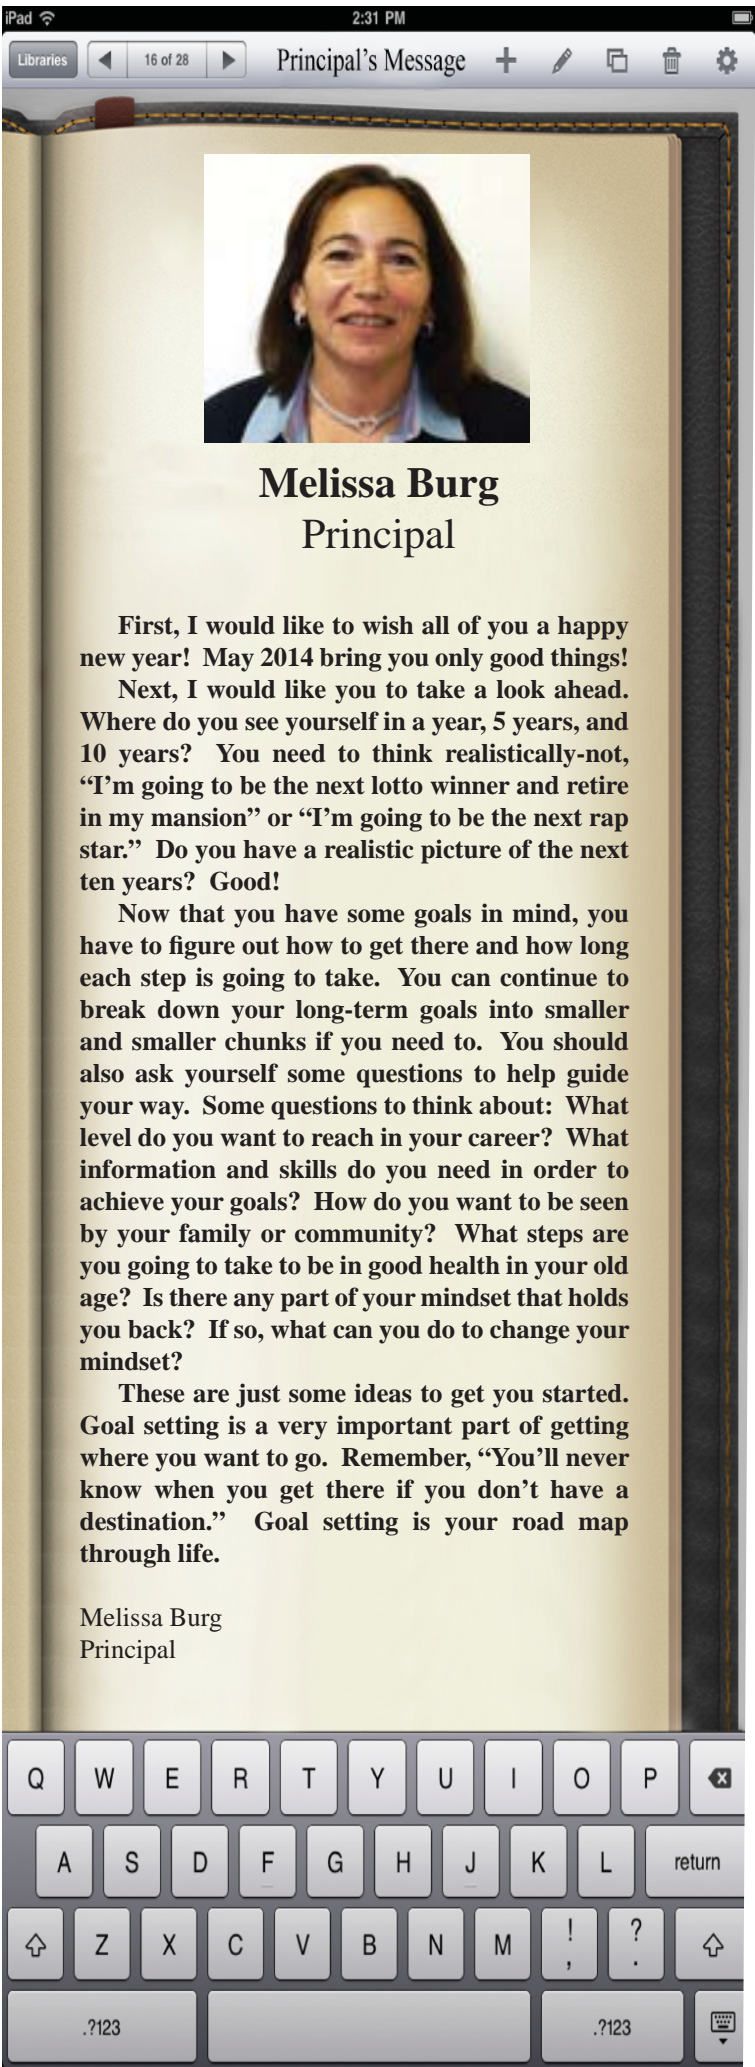 iPad 2:31 PM
Libraries 16 of 28 Principal's Message
Melissa Burg
Principal
First, I would like to wish all of you a happy
new year!  May 2014 bring you only good things!
Next, I would like you to take a look ahead.
Where do you see yourself in a year, 5 years, and
10 years?  You need to think realistically-not,
“I’m going to be the next lotto winner and retire
in my mansion” or “I’m going to be the next rap
star.”  Do you have a realistic picture of the next
ten years?  Good!
Now that you have some goals in mind, you
have to figure out how to get there and how long
each step is going to take.  You can continue to
break down your long-term goals into smaller
and smaller chunks if you need to.  You should
also ask yourself some questions to help guide
your way.  Some questions to think about:  What
level do you want to reach in your career?  What
information and skills do you need in order to
achieve your goals?  How do you want to be seen
by your family or community?  What steps are
you going to take to be in good health in your old
age?  Is there any part of your mindset that holds
you back?  If so, what can you do to change your
mindset?
These are just some ideas to get you started.
Goal setting is a very important part of getting
where you want to go.  Remember, “You’ll never
know when you get there if you don’t have a
destination.”  Goal setting is your road map
through life.
Melissa Burg
Principal
Q W E R T Y U I O P
A S D F G H J K L return
Z X C V B N M ! , ? .
.?123 .?123